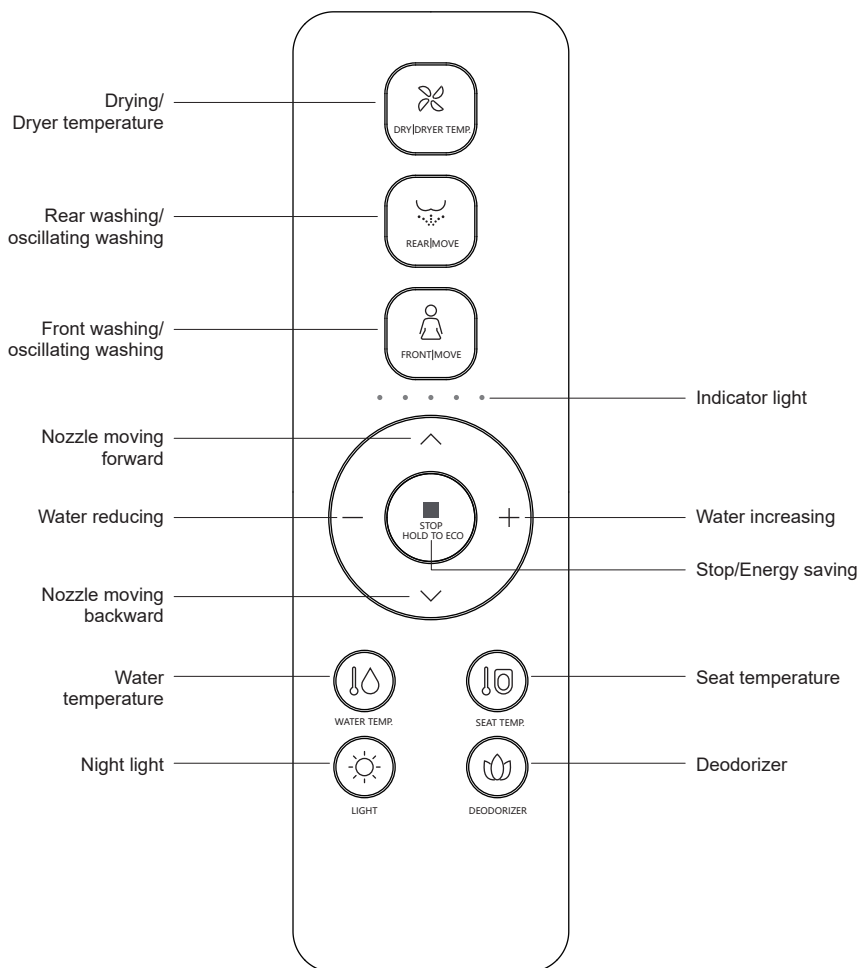 Drying/
Dryer temperature
DRY|DRYER TEMP.
Rear washing/
oscillating washing
REAR|MOVE
Front washing/
oscillating washing
FRONT|MOVE
Indicator light
Nozzle moving
forward
Water reducing
STOP
HOLD TO ECO
Water increasing
Stop/Energy saving
Nozzle moving
backward
Water
temperature
WATER TEMP.
SEAT TEMP.
Seat temperature
Night light
LIGHT
DEODORIZER
Deodorizer